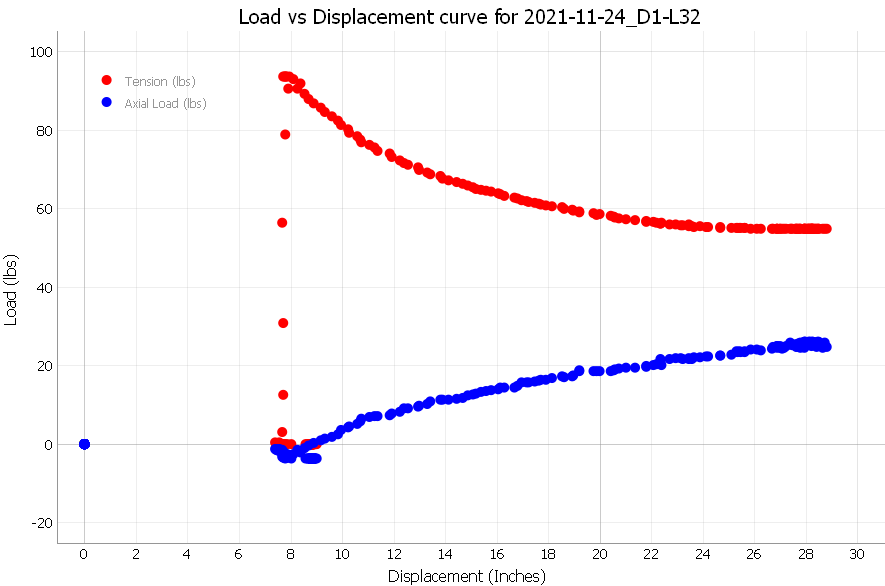 Load vs Displacement curve for 2021-11-24_D1-L32
100
80
60
40
20
0
-20
Load (lbs)
Tension (lbs)
Axial Load (lbs)
0 2 4 6 8 10 12 14 16 18 20 22 24 26 28 30
Displacement (Inches)